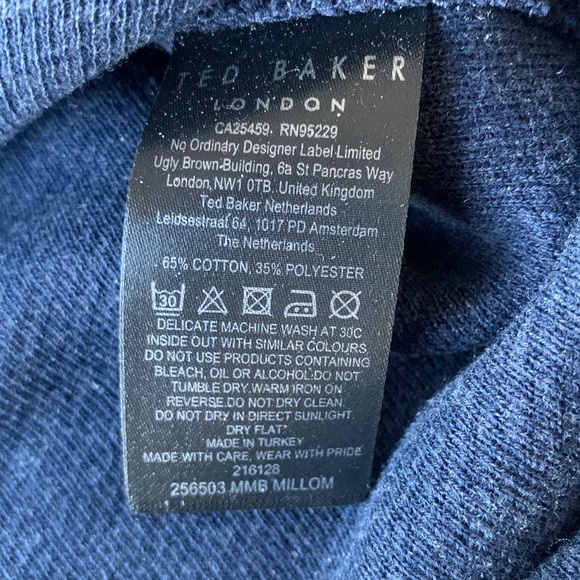 TED BAKER
LONDON
CA25459, RN95229
No Ordinary Designer Label Limited
Ugly Brown Building, 6a St Pancras Way
London, NW1 0TB. United Kingdom
Ted Baker Netherlands
Leidsestraat 64, 1017 PD Amsterdam
The Netherlands
65% COTTON, 35% POLYESTER
30
DELICATE MACHINE WASH AT 30C
INSIDE OUT WITH SIMILAR COLOURS
DO NOT USE PRODUCTS CONTAINING
BLEACH, OIL OR ALCOHOL.DO NOT
TUMBLE DRY.WARM IRON ON
REVERSE.DO NOT DRY CLEAN.
DO NOT DRY IN DIRECT SUNLIGHT.
DRY FLAT*
MADE IN TURKEY
MADE WITH CARE, WEAR WITH PRIDE
216128
256503 MMB MILLOM